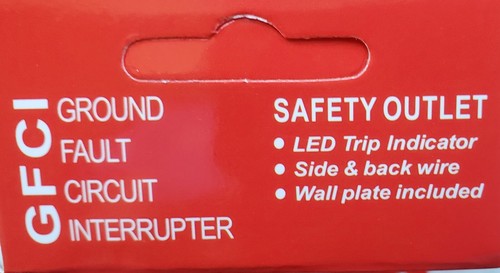 GFCI
GROUND
FAULT
CIRCUIT
INTERRUPTER
SAFETY OUTLET
• LED Trip Indicator
• Side & back wire
• Wall plate included